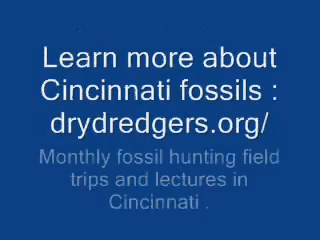 Learn more about
Cincinnati fossils :
drydredgers.org/
Monthly fossil hunting field
trips and lectures in
Cincinnati .